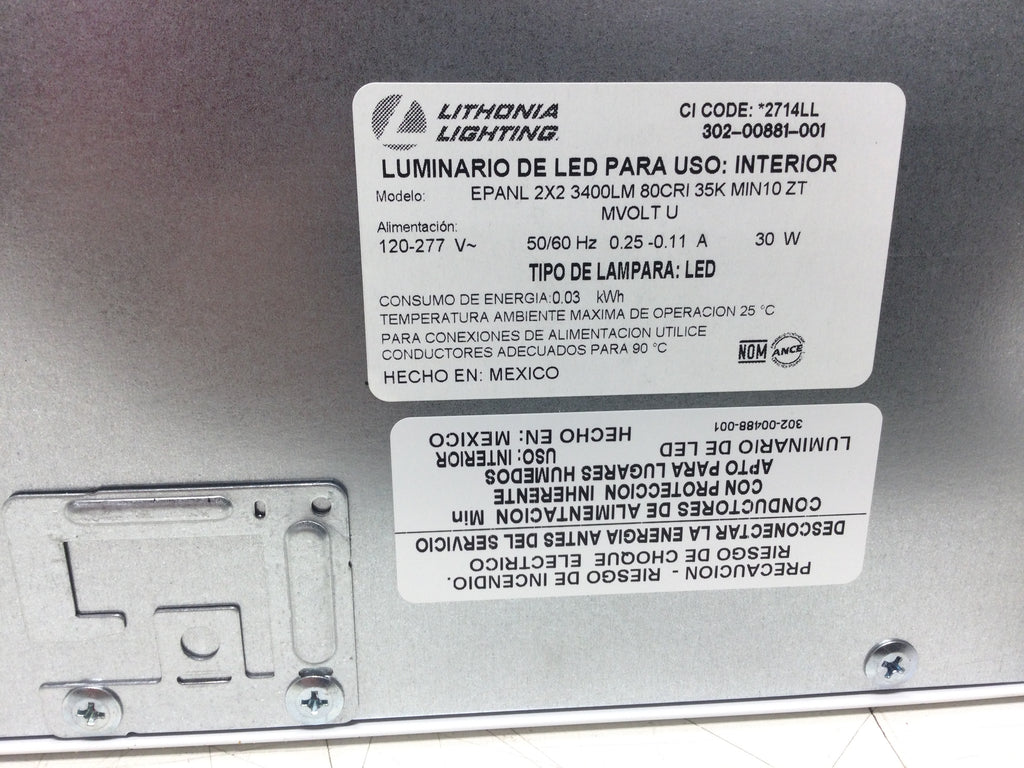 LITHONIA
LIGHTING.
CI CODE: *2714LL
302-00881-001
LUMINARIO DE LED PARA USO: INTERIOR
Modelo: EPANL 2X2 3400LM 80CRI 35K MIN10 ZT
MVOLT U
Alimentación:
120-277 V~ 50/60 Hz 0.25 -0.11 A 30 W
TIPO DE LAMPARA: LED
CONSUMO DE ENERGIA:0.03 kWh
TEMPERATURA AMBIENTE MAXIMA DE OPERACION 25 °C
PARA CONEXIONES DE ALIMENTACION UTILICE
CONDUCTORES ADECUADOS PARA 90 °C
NOM ANCE
HECHO EN: MEXICO
PRECAUCION - RIESGO DE INCENDIO.
RIESGO DE CHOQUE ELECTRICO
DESCONECTAR LA ENERGIA ANTES DEL SERVICIO
CONDUCTORES DE ALIMENTACION Min
CON PROTECCION INHERENTE
APTO PARA LUGARES HUMEDOS
LUMINARIO DE LED USO: INTERIOR
302-00488-001 HECHO EN: MEXICO